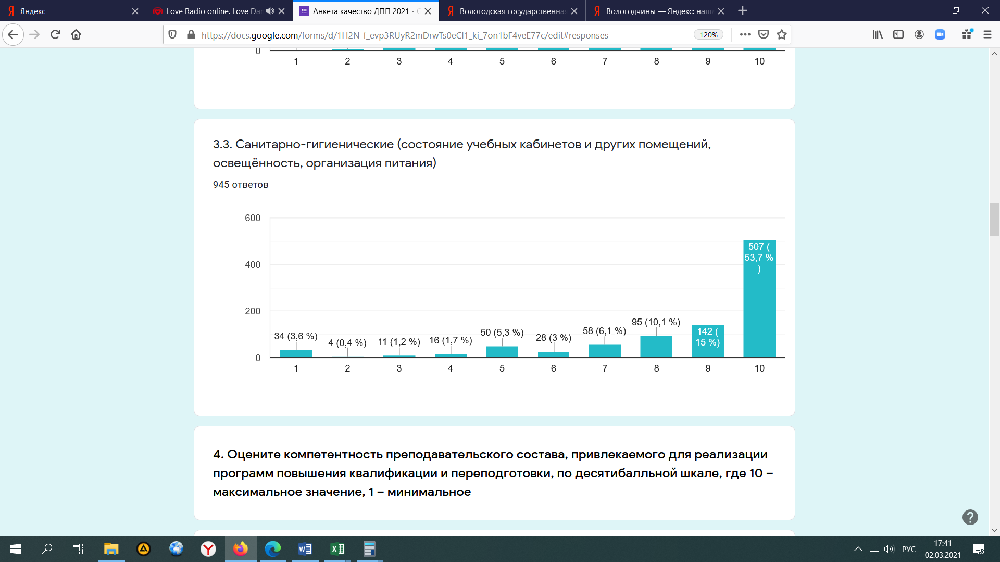 Яндекс
Love Radio online. Love Da
Анкета качество ДПП 2021 - G
Вологодская государственна
Вологодчины — Яндекс: наш
https://docs.google.com/forms/d/1H2N-f_evp3RUyR2mDrwTs0eCl1_ki_7on1bF4veE77c/edit#responses
120%
0
1 2 3 4 5 6 7 8 9 10
3.3. Санитарно-гигиенические (состояние учебных кабинетов и других помещений,
освещённость, организация питания)
945 ответов
600
400
200
0
34 (3,6 %)
4 (0,4 %)
11 (1,2 %)
16 (1,7 %)
50 (5,3 %)
28 (3 %)
58 (6,1 %)
95 (10,1 %)
142 (
15 %)
507 (
53,7 %
)
1 2 3 4 5 6 7 8 9 10
4. Оцените компетентность преподавательского состава, привлекаемого для реализации
программ повышения квалификации и переподготовки, по десятибалльной шкале, где 10 –
максимальное значение, 1 – минимальное
РУС
17:41
02.03.2021